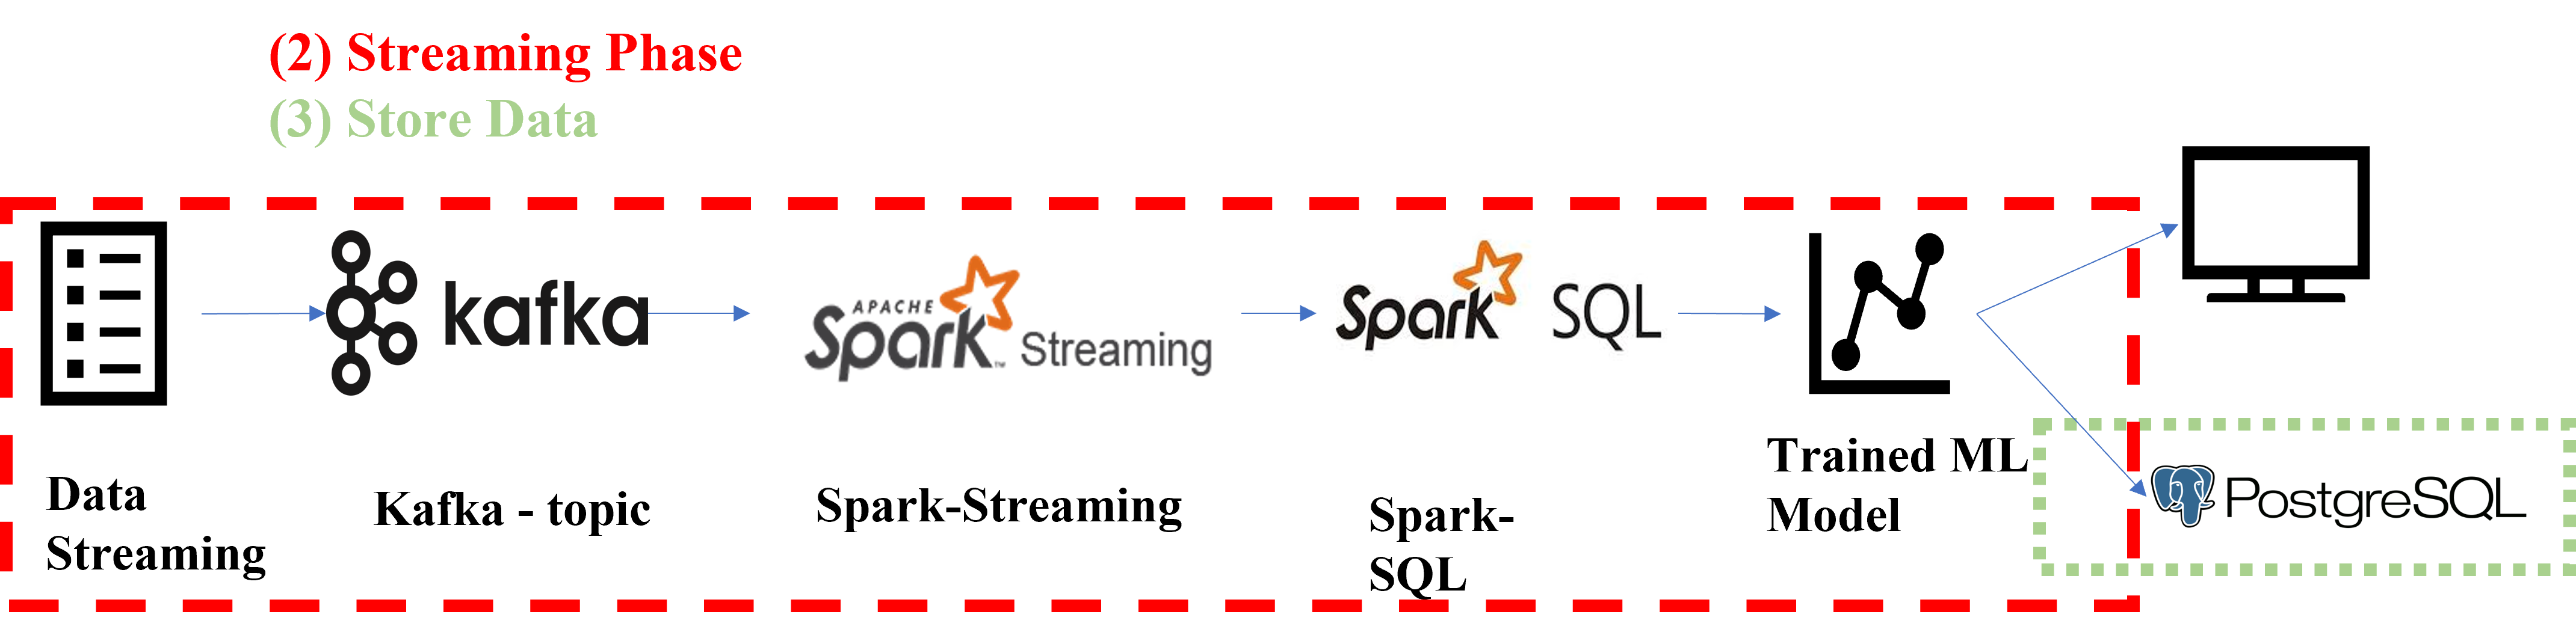 (2) Streaming Phase
(3) Store Data
kafka
APACHE
Spark™ Streaming
Spark SQL
PostgreSQL
Data
Streaming
Kafka - topic
Spark-Streaming
Spark-
SQL
Trained ML
Model